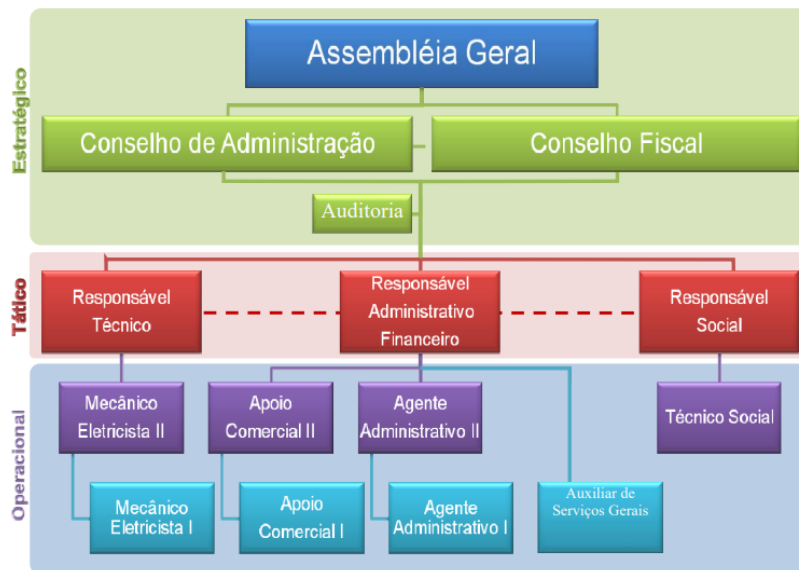 Estratégico
Assembléia Geral
Conselho de Administração
Conselho Fiscal
Auditoria
Tático
Responsável
Técnico
Responsável
Administrativo
Financeiro
Responsável
Social
Operacional
Mecânico
Eletricista II
Apoio
Comercial II
Agente
Administrativo II
Técnico Social
Mecânico
Eletricista I
Apoio
Comercial I
Agente
Administrativo I
Auxiliar de
Serviços Gerais